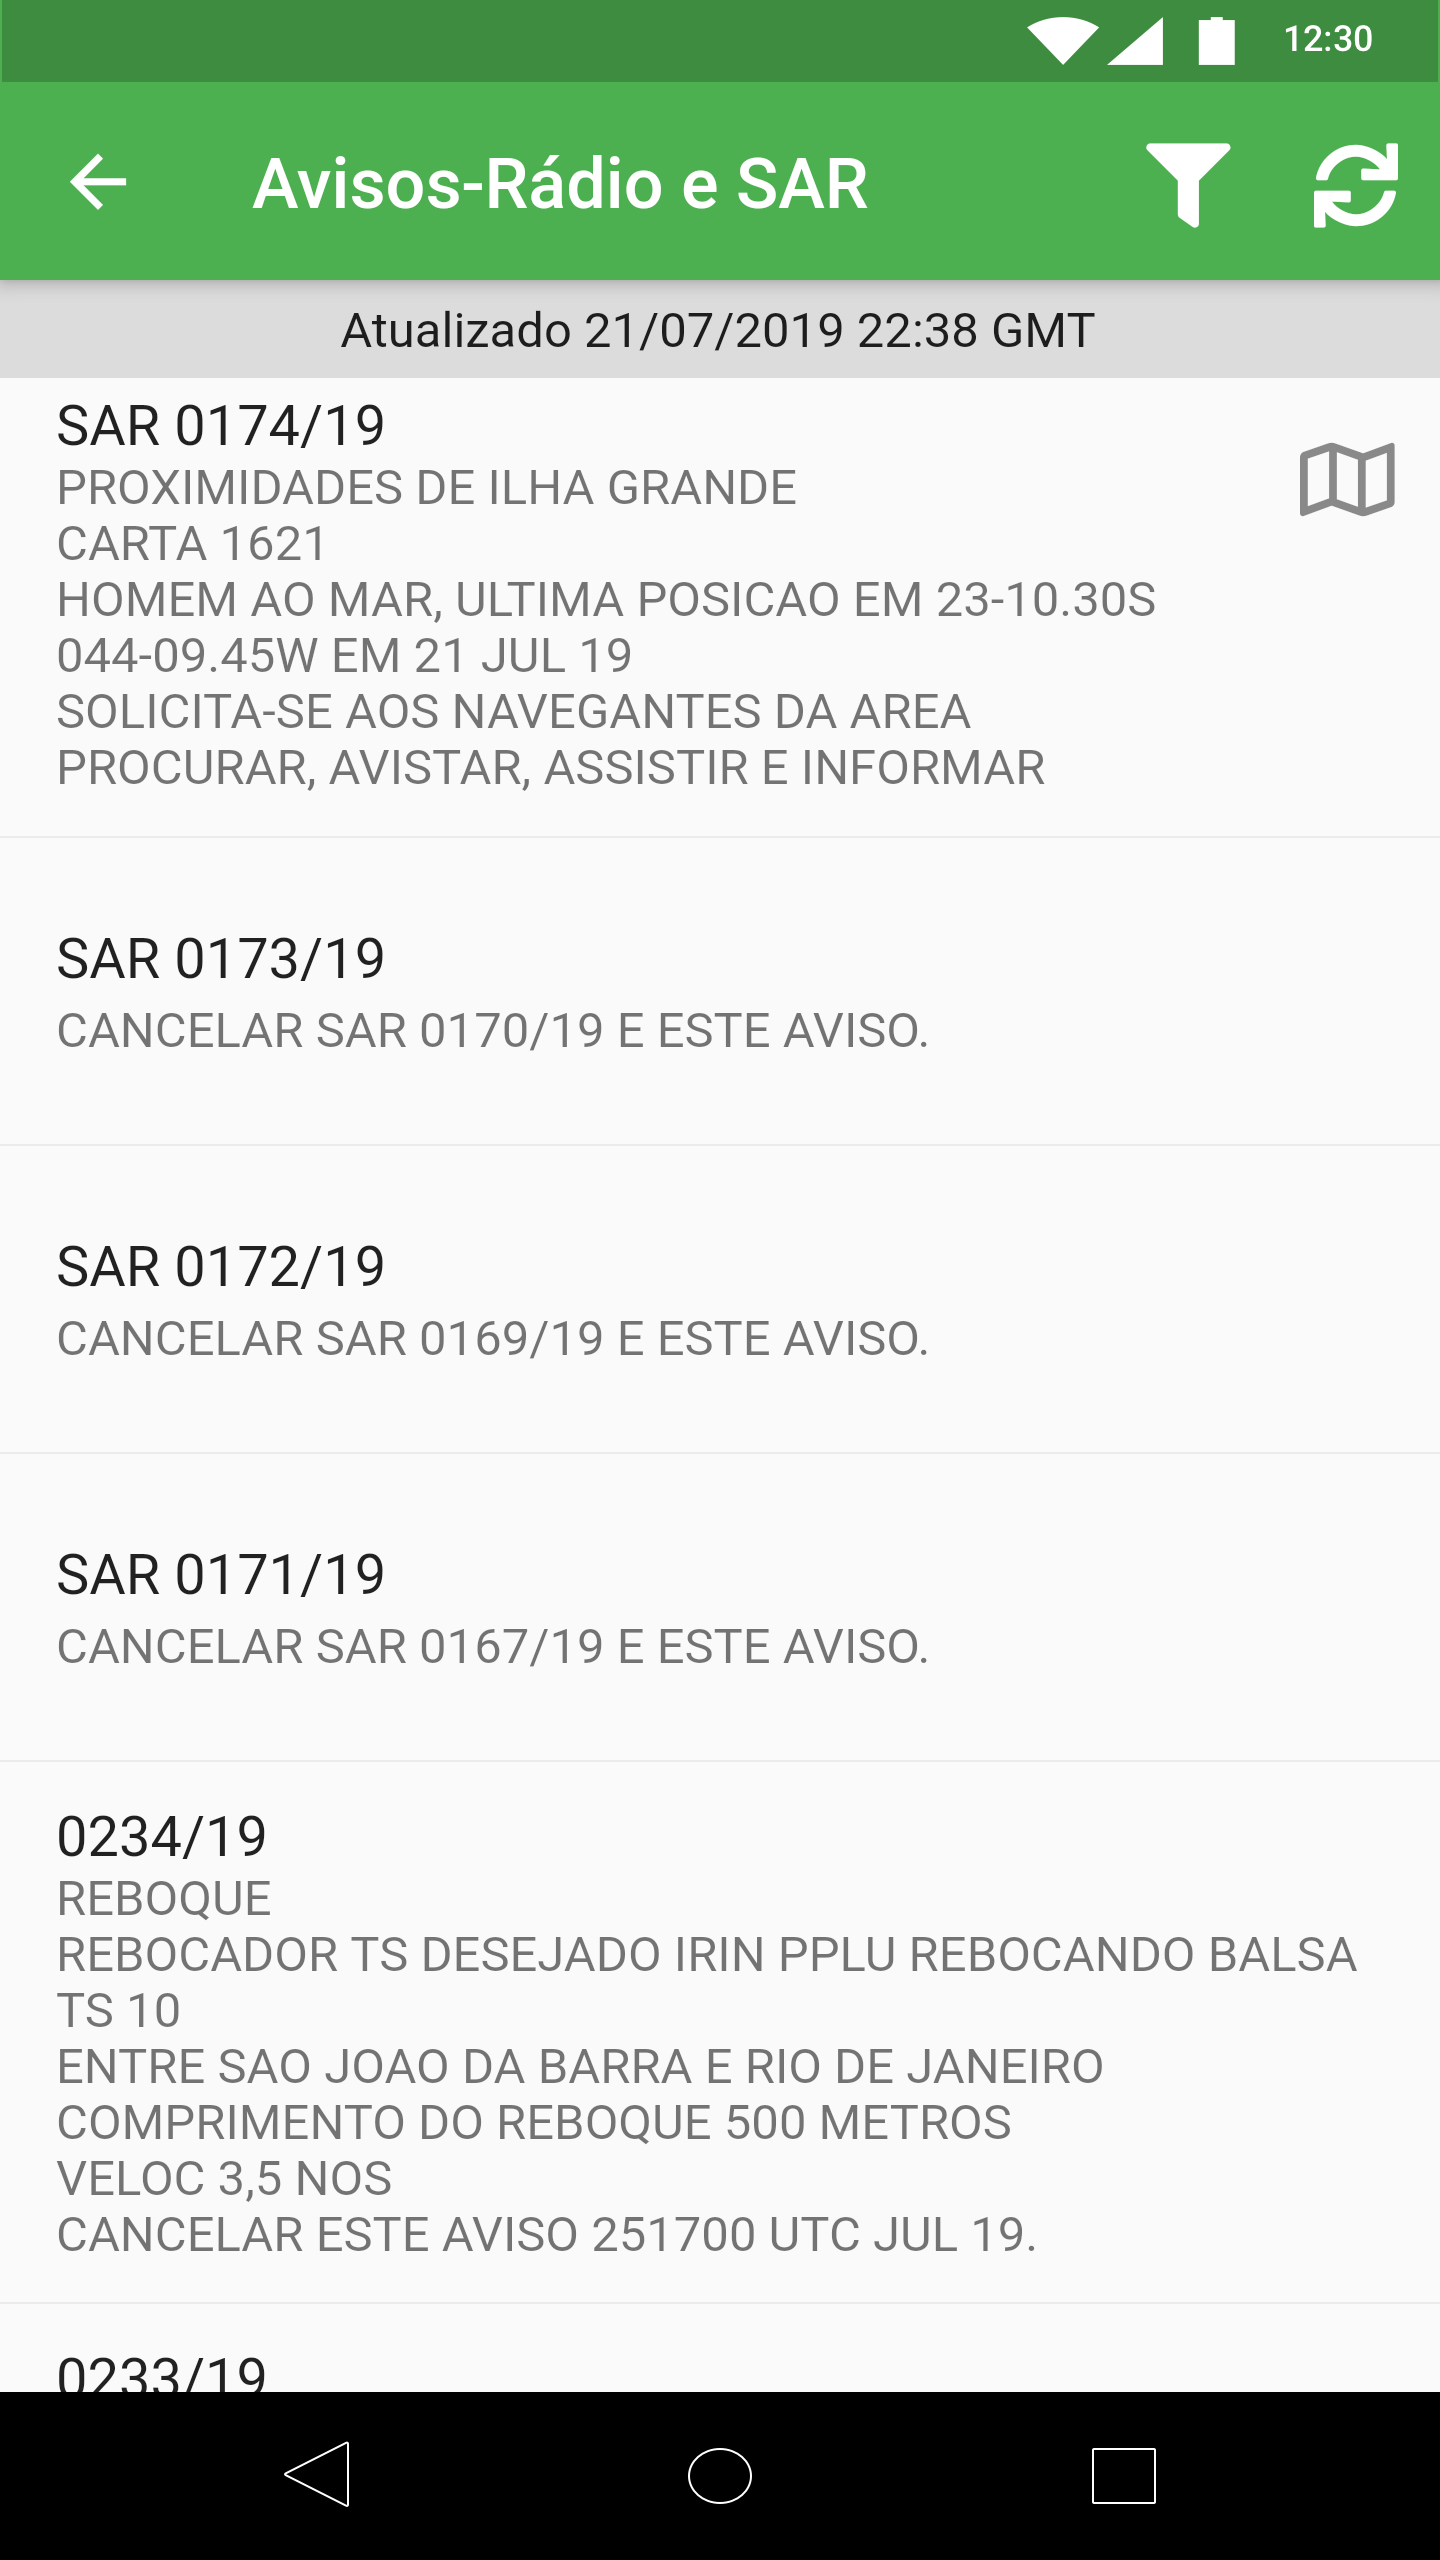 12:30
Avisos-Rádio e SAR
Atualizado 21/07/2019 22:38 GMT
SAR 0174/19
PROXIMIDADES DE ILHA GRANDE
CARTA 1621
HOMEM AO MAR, ULTIMA POSICAO EM 23-10.30S
044-09.45W EM 21 JUL 19
SOLICITA-SE AOS NAVEGANTES DA AREA
PROCURAR, AVISTAR, ASSISTIR E INFORMAR
SAR 0173/19
CANCELAR SAR 0170/19 E ESTE AVISO.
SAR 0172/19
CANCELAR SAR 0169/19 E ESTE AVISO.
SAR 0171/19
CANCELAR SAR 0167/19 E ESTE AVISO.
0234/19
REBOQUE
REBOCADOR TS DESEJADO IRIN PPLU REBOCANDO BALSA
TS 10
ENTRE SAO JOAO DA BARRA E RIO DE JANEIRO
COMPRIMENTO DO REBOQUE 500 METROS
VELOC 3,5 NOS
CANCELAR ESTE AVISO 251700 UTC JUL 19.
0233/19